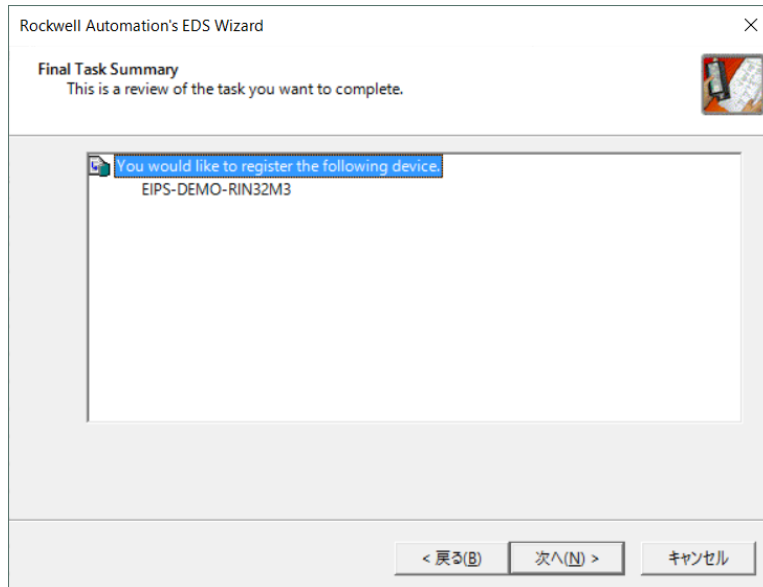 Rockwell Automation's EDS Wizard
Final Task Summary
This is a review of the task you want to complete.
You would like to register the following device.
EIPS-DEMO-RIN32M3
< 戻る(B)
次へ(N) >
キャンセル